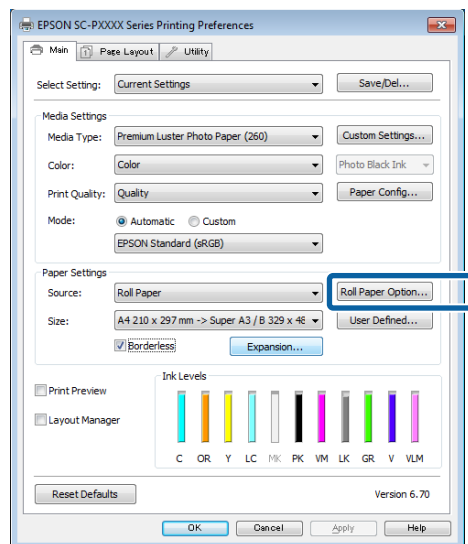 EPSON SC-PXXXX Series Printing Preferences
Main Page Layout Utility
Select Setting: Current Settings Save/Del...
Media Settings
Media Type: Premium Luster Photo Paper (260) Custom Settings...
Color: Color Photo Black Ink
Print Quality: Quality Paper Config...
Mode: Automatic Custom
EPSON Standard (sRGB)
Paper Settings
Source: Roll Paper Roll Paper Option...
Size: A4 210 x 297 mm -> Super A3 / B 329 x 48 User Defined...
Borderless Expansion...
Ink Levels
Print Preview
Layout Manager
C OR Y LC MK PK VM LK GR V VLM
Reset Defaults Version 6.70
OK Cancel Apply Help